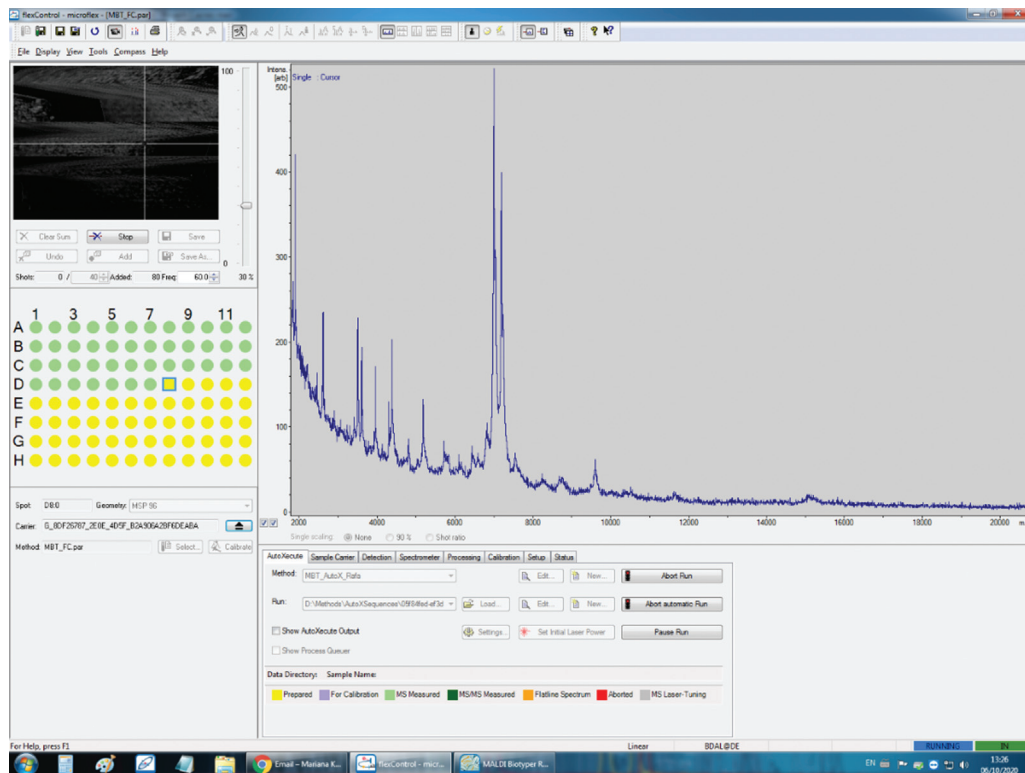 flexControl - microflex - [MBT_FC.par]
File Display View Tools Compass Help
100
0
Clear Sum Stop Save
Undo Add Save As...
Shots: 0 / 40 Added: 80 Freq: 60.0 30 %
1 3 5 7 9 11
A
B
C
D
E
F
G
H
Spot: D8:0 Geometry: MSP 96
Method: MBT_FC.par Select... Calibrate
Intens.
[arb] Single : Cursor
500
400
300
200
100
0
2000 4000 6000 8000 10000 12000 14000 16000 18000 20000
Single scaling: None 90 % Shot ratio
AutoXecute Sample Carrier Detection Spectrometer Processing Calibration Setup Status
Method: MBT_AutoX_Flafs Edit... New... Abort Run
Run: Load... Edit... New... Abort automatic Run
Show AutoXecute Output Settings... Set Initial Laser Power Pause Run
Show Process Queuer
Data Directory: Sample Name:
Prepared For Calibration MS Measured MS/MS Measured Flatline Spectrum Aborted MS Laser-Tuning
For Help, press F1 Linear BDAL@DE RUNNING IN
Email - Mariana K... flexControl - micr... MALDI Biotyper R... EN 13:26
06/10/2020